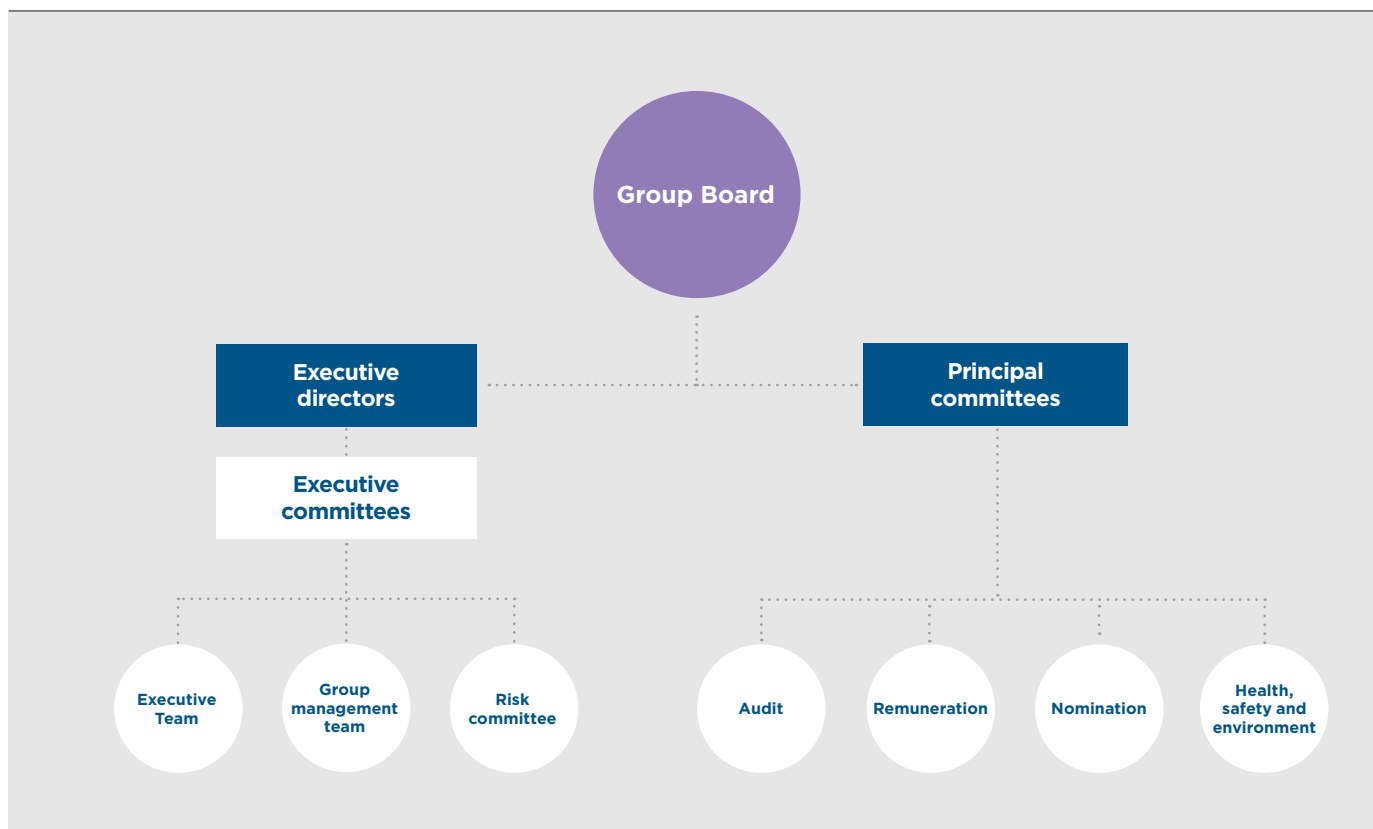 Group Board
Executive
directors
Principal
committees
Executive
committees
Executive
Team
Group
management
team
Risk
committee
Audit
Remuneration
Nomination
Health,
safety and
environment